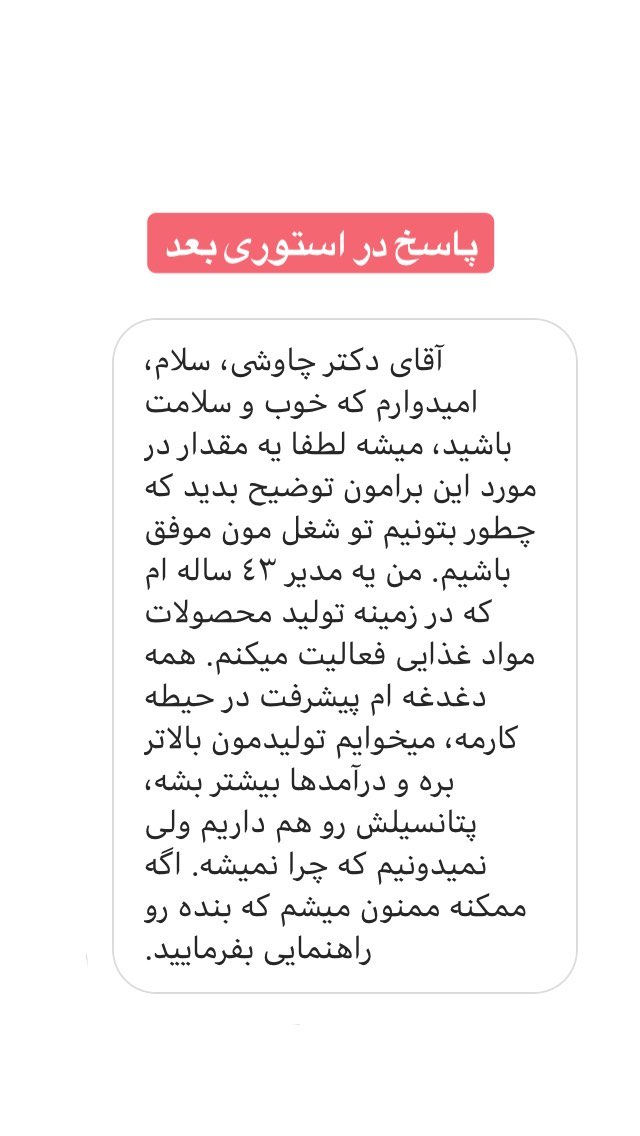 پاسخ در استوری بعد
آقای دکتر چاوشی، سلام،
امیدوارم که خوب و سلامت
باشید، میشه لطفا یه مقدار در
مورد این برامون توضیح بدید که
چطور بتونیم تو شغل مون موفق
باشیم. من یه مدیر ٤٣ ساله ام
که در زمینه تولید محصولات
مواد غذایی فعالیت میکنم. همه
دغدغه ام پیشرفت در حیطه
کارمه، میخوایم تولیدمون بالاتر
بره و درآمدها بیشتر بشه،
پتانسیلش رو هم داریم ولی
نمیدونیم که چرا نمیشه. اگه
ممکنه ممنون میشم که بنده رو
راهنمایی بفرمایید.